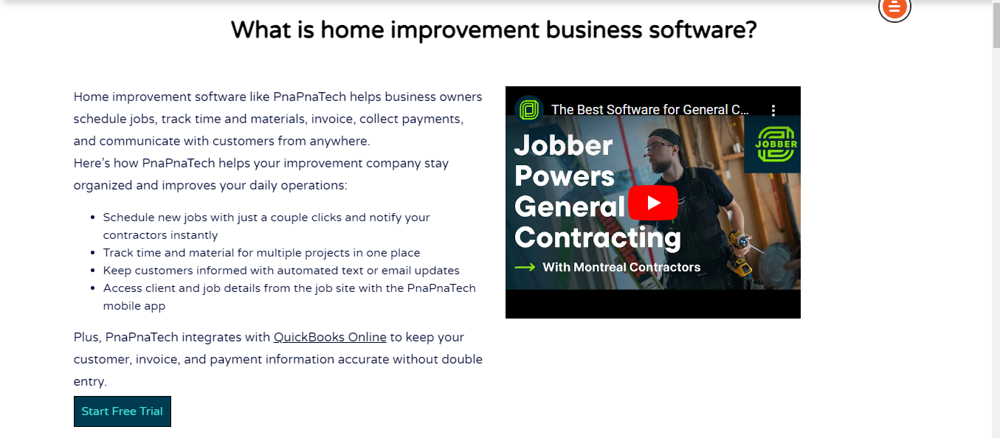 What is home improvement business software?
Home improvement software like PnaPnaTech helps business owners
schedule jobs, track time and materials, invoice, collect payments,
and communicate with customers from anywhere.
Here's how PnaPnaTech helps your improvement company stay
organized and improves your daily operations:
• Schedule new jobs with just a couple clicks and notify your
contractors instantly
• Track time and material for multiple projects in one place
• Keep customers informed with automated text or email updates
• Access client and job details from the job site with the PnaPnaTech
mobile app
Plus, PnaPnaTech integrates with QuickBooks Online to keep your
customer, invoice, and payment information accurate without double
entry.
Start Free Trial
The Best Software for General C...
JOBBER
Jobber
Powers
General
Contracting
With Montreal Contractors